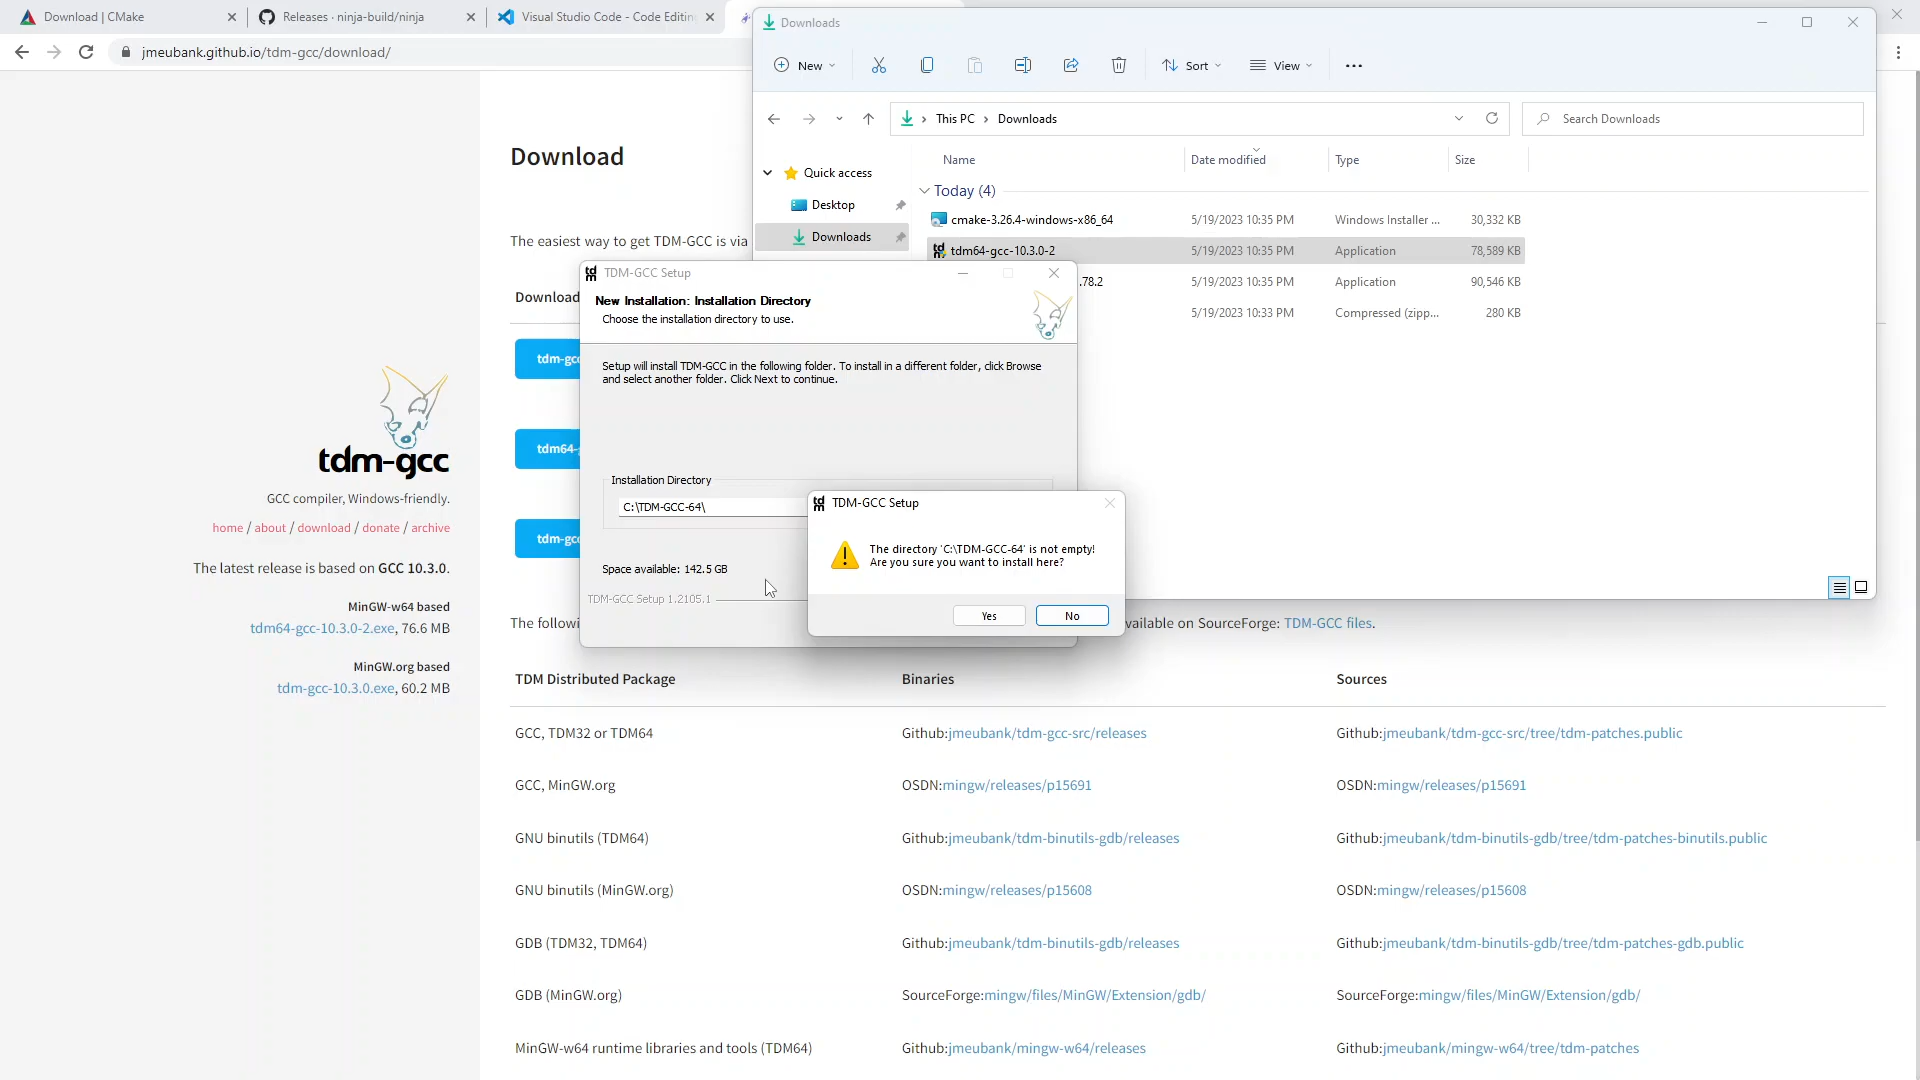 Download | CMake
Releases · ninja-build/ninja
Visual Studio Code - Code Editin
jmeubank.github.io/tdm-gcc/download/
Downloads
New
Sort
View
This PC
Downloads
Search Downloads
Name
Date modified
Type
Size
Quick access
Desktop
Downloads
Today (4)
cmake-3.26.4-windows-x86_64 5/19/2023 10:35 PM Windows Installer ... 30,332 KB
tdm64-gcc-10.3.0-2 5/19/2023 10:35 PM Application 78,589 KB
.78.2 5/19/2023 10:35 PM Application 90,546 KB
5/19/2023 10:33 PM Compressed (zipp... 280 KB
TDM-GCC Setup
New Installation: Installation Directory
Choose the installation directory to use.
Setup will install TDM-GCC in the following folder. To install in a different folder, click Browse
and select another folder. Click Next to continue.
Installation Directory
C:\TDM-GCC-64\
Space available: 142.5 GB
TDM-GCC Setup 1.2105.1
TDM-GCC Setup
The directory 'C:\TDM-GCC-64' is not empty!
Are you sure you want to install here?
Yes
No
tdm-gcc
GCC compiler, Windows-friendly.
home / about / download / donate / archive
The latest release is based on GCC 10.3.0.
MinGW-w64 based
tdm64-gcc-10.3.0-2.exe, 76.6 MB
MinGW.org based
tdm-gcc-10.3.0.exe, 60.2 MB
Download
The easiest way to get TDM-GCC is via
Download
tdm-gc
tdm64-
tdm-gc
The followi
vailable on SourceForge: TDM-GCC files.
TDM Distributed Package Binaries Sources
GCC, TDM32 or TDM64 Github:jmeubank/tdm-gcc-src/releases Github:jmeubank/tdm-gcc-src/tree/tdm-patches.public
GCC, MinGW.org OSDN:mingw/releases/p15691 OSDN:mingw/releases/p15691
GNU binutils (TDM64) Github:jmeubank/tdm-binutils-gdb/releases Github:jmeubank/tdm-binutils-gdb/tree/tdm-patches-binutils.public
GNU binutils (MinGW.org) OSDN:mingw/releases/p15608 OSDN:mingw/releases/p15608
GDB (TDM32, TDM64) Github:jmeubank/tdm-binutils-gdb/releases Github:jmeubank/tdm-binutils-gdb/tree/tdm-patches-gdb.public
GDB (MinGW.org) SourceForge:mingw/files/MinGW/Extension/gdb/ SourceForge:mingw/files/MinGW/Extension/gdb/
MinGW-w64 runtime libraries and tools (TDM64) Github:jmeubank/mingw-w64/releases Github:jmeubank/mingw-w64/tree/tdm-patches